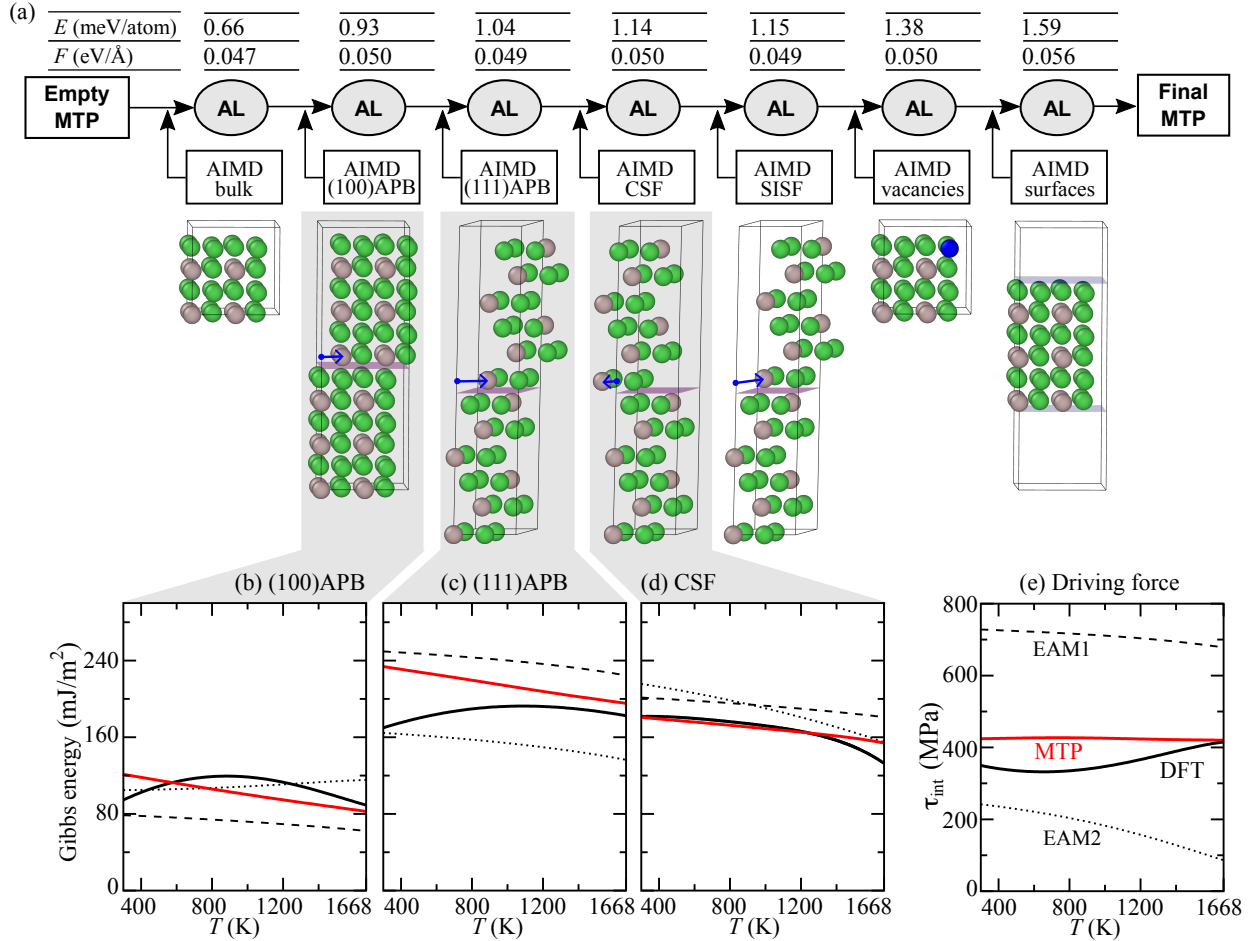 (a)
E (meV/atom) 0.66 0.93 1.04 1.14 1.15 1.38 1.59
F (eV/Å) 0.047 0.050 0.049 0.050 0.049 0.050 0.056
Empty
MTP
AL AL AL AL AL AL AL
Final
MTP
AIMD
bulk
AIMD
(100)APB
AIMD
(111)APB
AIMD
CSF
AIMD
SISF
AIMD
vacancies
AIMD
surfaces
(b) (100)APB
(c) (111)APB
(d) CSF
(e) Driving force
Gibbs energy (mJ/m²)
240
160
80
0
400 1200 1668
T (K)
400 1200 1668
T (K)
400 1200 1668
T (K)
τint (MPa)
800
600
400
200
0
EAM1
MTP
DFT
EAM2
400 1200 1668
T (K)